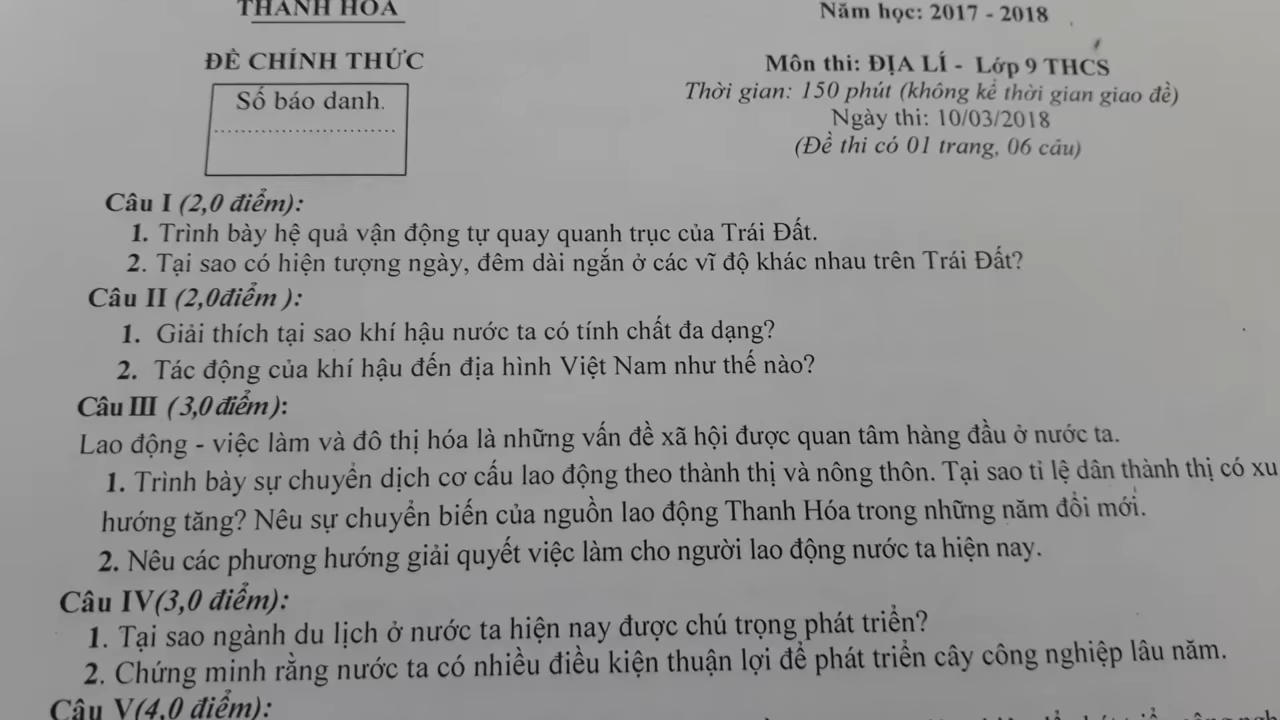 THANH HÓA
Năm học: 2017 - 2018
ĐỀ CHÍNH THỨC
Môn thi: ĐỊA LÍ - Lớp 9 THCS
Số báo danh.
Thời gian: 150 phút (không kể thời gian giao đề)
Ngày thi: 10/03/2018
(Đề thi có 01 trang, 06 câu)
Câu I (2,0 điểm):
1. Trình bày hệ quả vận động tự quay quanh trục của Trái Đất.
2. Tại sao có hiện tượng ngày, đêm dài ngắn ở các vĩ độ khác nhau trên Trái Đất?
Câu II (2,0điểm ):
1. Giải thích tại sao khí hậu nước ta có tính chất đa dạng?
2. Tác động của khí hậu đến địa hình Việt Nam như thế nào?
Câu III (3,0 điểm):
Lao động - việc làm và đô thị hóa là những vấn đề xã hội được quan tâm hàng đầu ở nước ta.
1. Trình bày sự chuyển dịch cơ cấu lao động theo thành thị và nông thôn. Tại sao tỉ lệ dân thành thị có xu
hướng tăng? Nêu sự chuyển biến của nguồn lao động Thanh Hóa trong những năm đổi mới.
2. Nêu các phương hướng giải quyết việc làm cho người lao động nước ta hiện nay.
Câu IV(3,0 điểm):
1. Tại sao ngành du lịch ở nước ta hiện nay được chú trọng phát triển?
2. Chứng minh rằng nước ta có nhiều điều kiện thuận lợi để phát triển cây công nghiệp lâu năm.
Câu V(4,0 điểm):